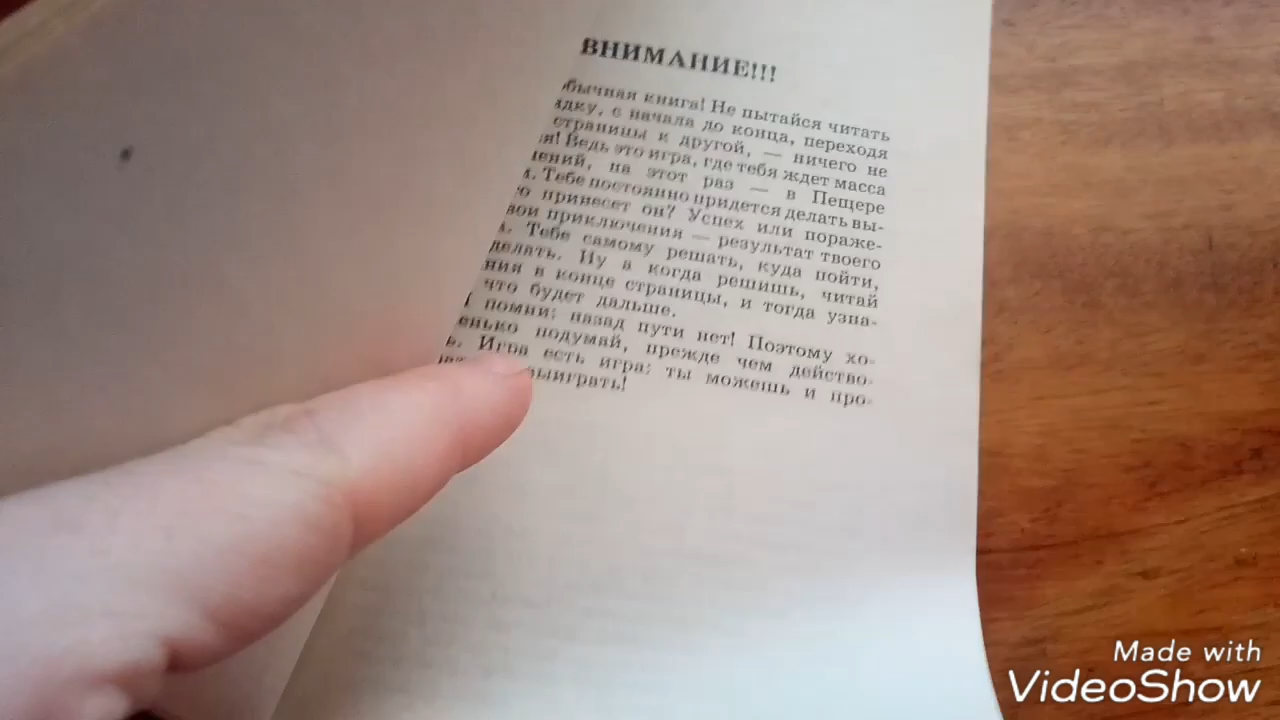 ВНИМАНИЕ!!!
бычная книга! Не пытайся читать
дку, с начала до конца, переходя
страницы к другой, — ничего не
я! Ведь это игра, где тебя ждет масса
ений, на этот раз — в Пещере
. Тебе постоянно придется делать вы-
о принесет он? Успех или пораже-
вои приключения — результат твоего
. Тебе самому решать, куда пойти,
делать. Ну а когда решишь, читай
ния в конце страницы, и тогда узна-
что будет дальше.
помни: назад пути нет! Поэтому хо-
енько подумай, прежде чем действо-
. Игра есть игра: ты можешь и про-
выиграть!
Made with
VideoShow